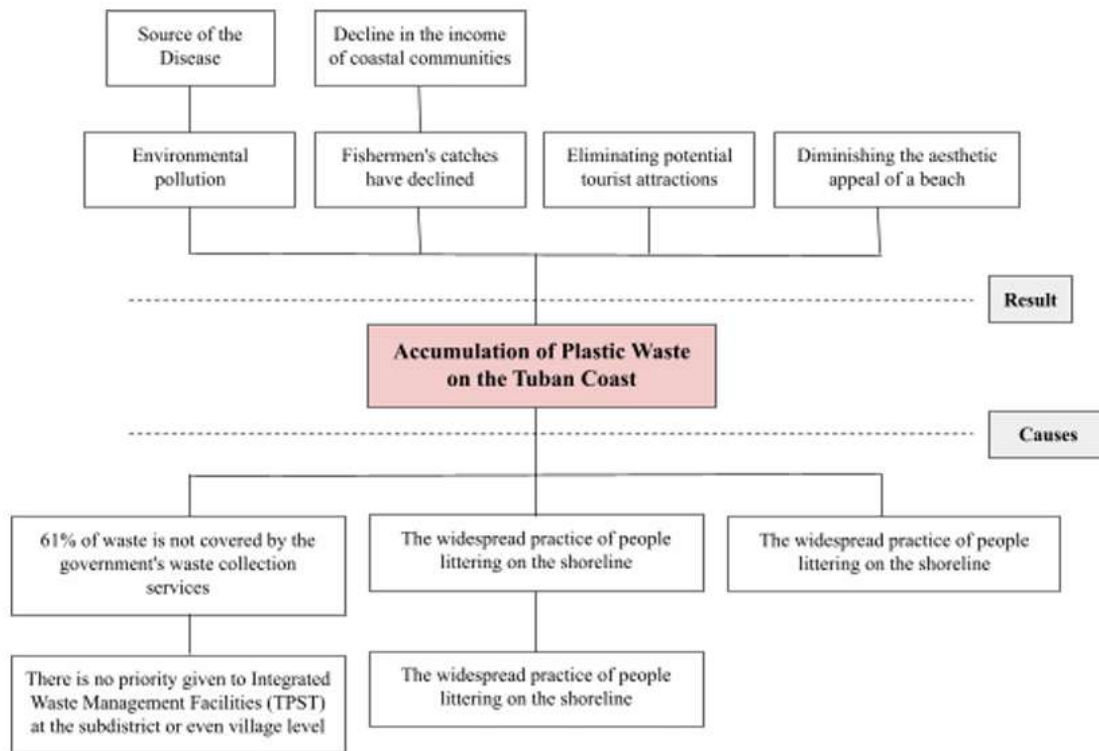 Source of the
Disease
Decline in the income
of coastal communities
Environmental
pollution
Fishermen's catches
have declined
Eliminating potential
tourist attractions
Diminishing the aesthetic
appeal of a beach
Result
Accumulation of Plastic Waste
on the Tuban Coast
Causes
61% of waste is not covered by the
government's waste collection
services
The widespread practice of people
littering on the shoreline
The widespread practice of people
littering on the shoreline
There is no priority given to Integrated
Waste Management Facilities (TPST)
at the subdistrict or even village level
The widespread practice of people
littering on the shoreline